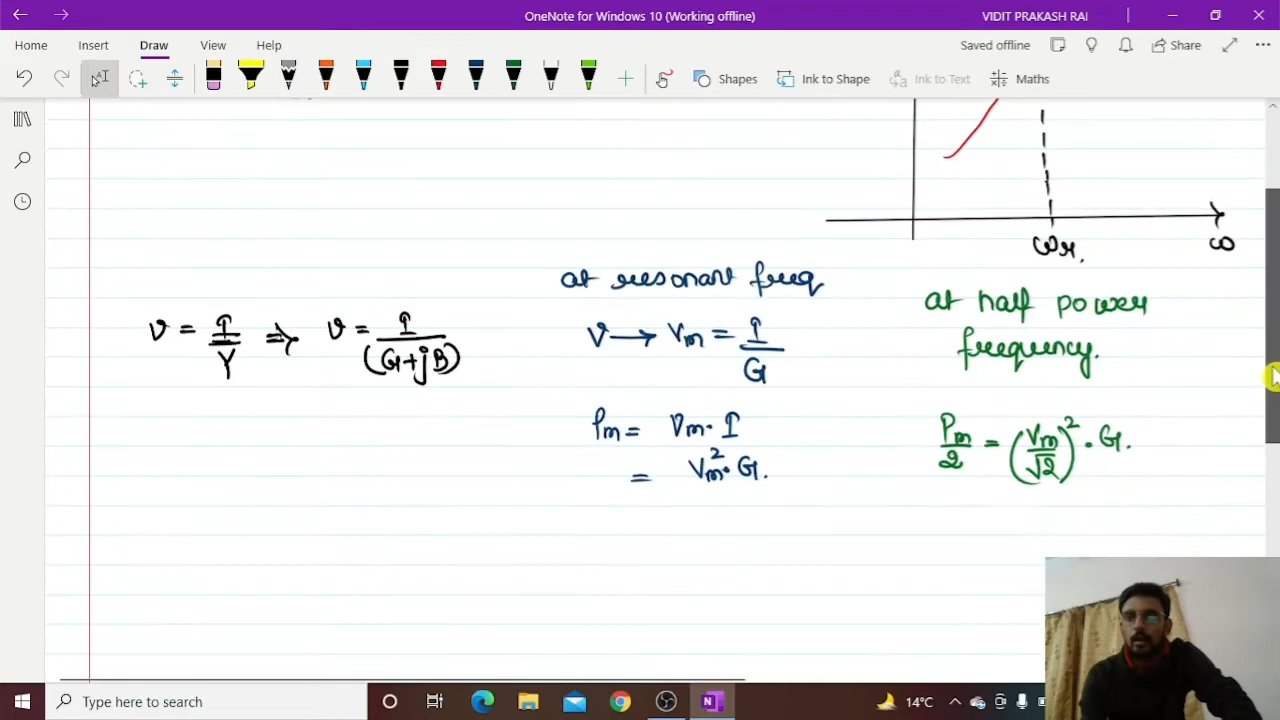 OneNote for Windows 10 (Working offline)
VIDIT PRAKASH RAI
Home Insert Draw View Help
Saved offline
Share
Shapes
Ink to Shape
Ink to Text
Maths
ωr.
ω
at resonant freq
at half power
frequency.
v = I/Y ⇒ v = I/(G+jB)
v → Vm = I/G
Pm = Vm · I
= Vm² · G.
Pm/2 = (Vm/√2)² · G.
Type here to search
14°C